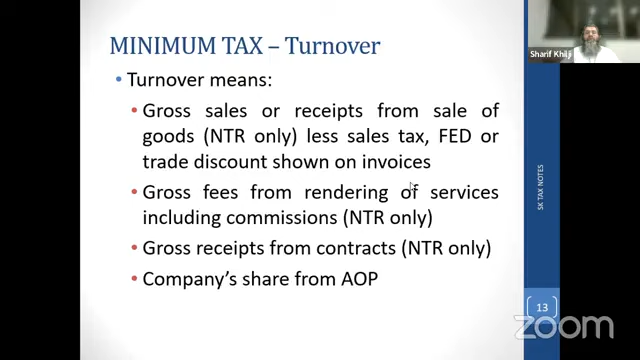 MINIMUM TAX – Turnover
• Turnover means:
• Gross sales or receipts from sale of
goods (NTR only) less sales tax, FED or
trade discount shown on invoices
• Gross fees from rendering of services
including commissions (NTR only)
• Gross receipts from contracts (NTR only)
• Company's share from AOP
Sharif Khilji
SK TAX NOTES
13
zoom